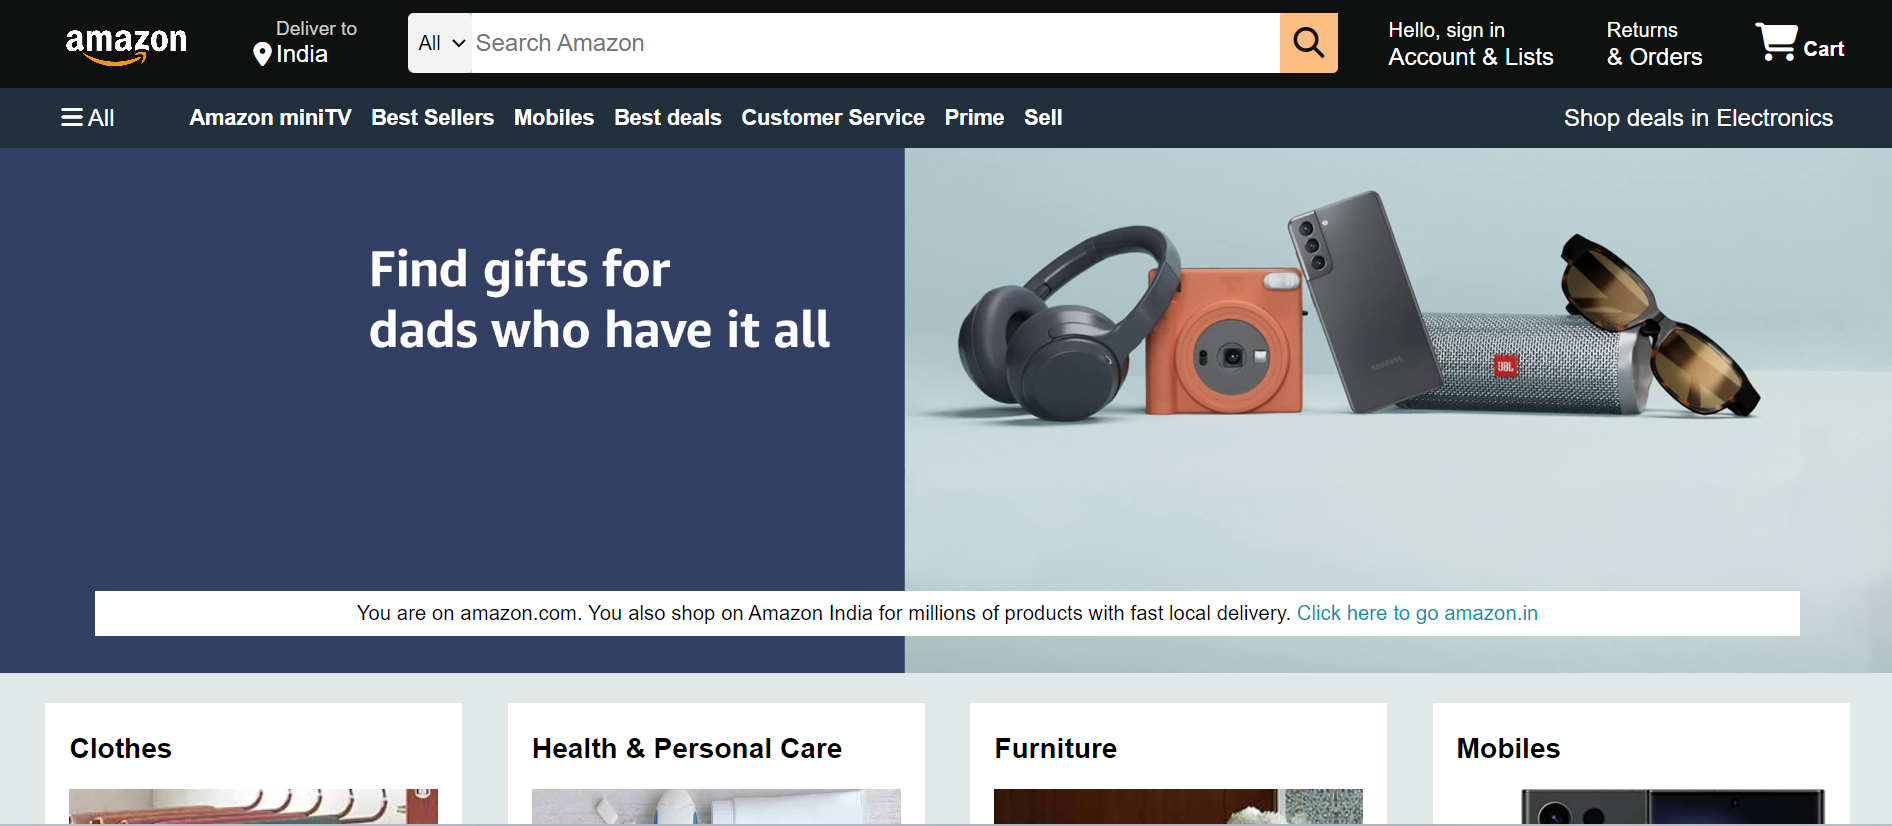 amazon
Deliver to
India
All
Search Amazon
Hello, sign in
Account & Lists
Returns
& Orders
Cart
All
Amazon miniTV
Best Sellers
Mobiles
Best deals
Customer Service
Prime
Sell
Shop deals in Electronics
Find gifts for
dads who have it all
SAMSUNG
JBL
You are on amazon.com. You also shop on Amazon India for millions of products with fast local delivery. Click here to go amazon.in
Clothes
Health & Personal Care
Furniture
Mobiles